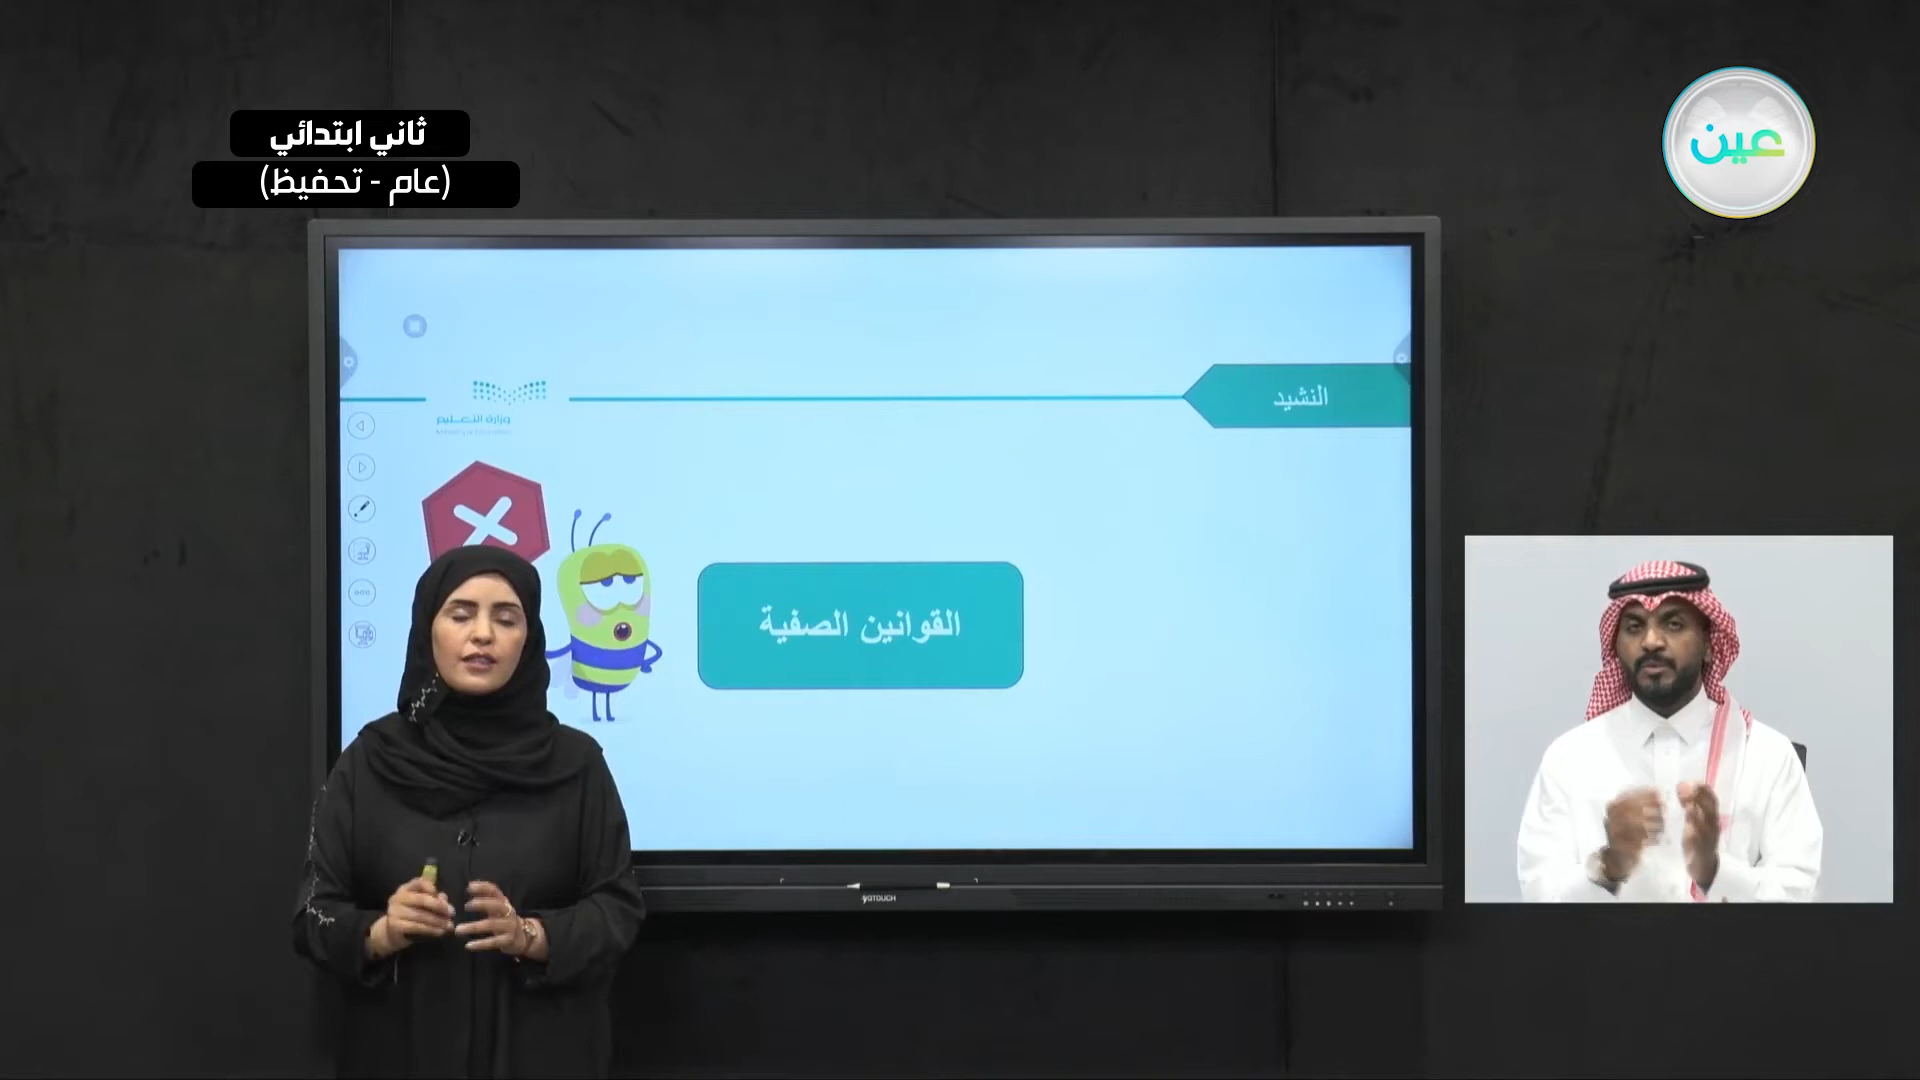 ثاني ابتدائي
(عام - تحفيظ)
عين
النشيد
وزارة التعليم
القوانين الصفية